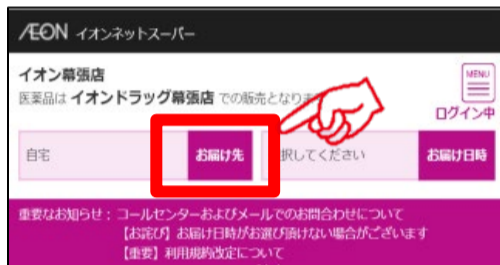 ÆON イオンネットスーパー
イオン幕張店
医薬品は イオンドラッグ幕張店 での販売となりま
MENU
ログイン中
自宅 お届け先 択してください お届け日時
重要なお知らせ： コールセンターおよびメールでのお問合わせについて
【お詫び】お届け日時がお選び頂けない場合がございます
【重要】利用規約改定について